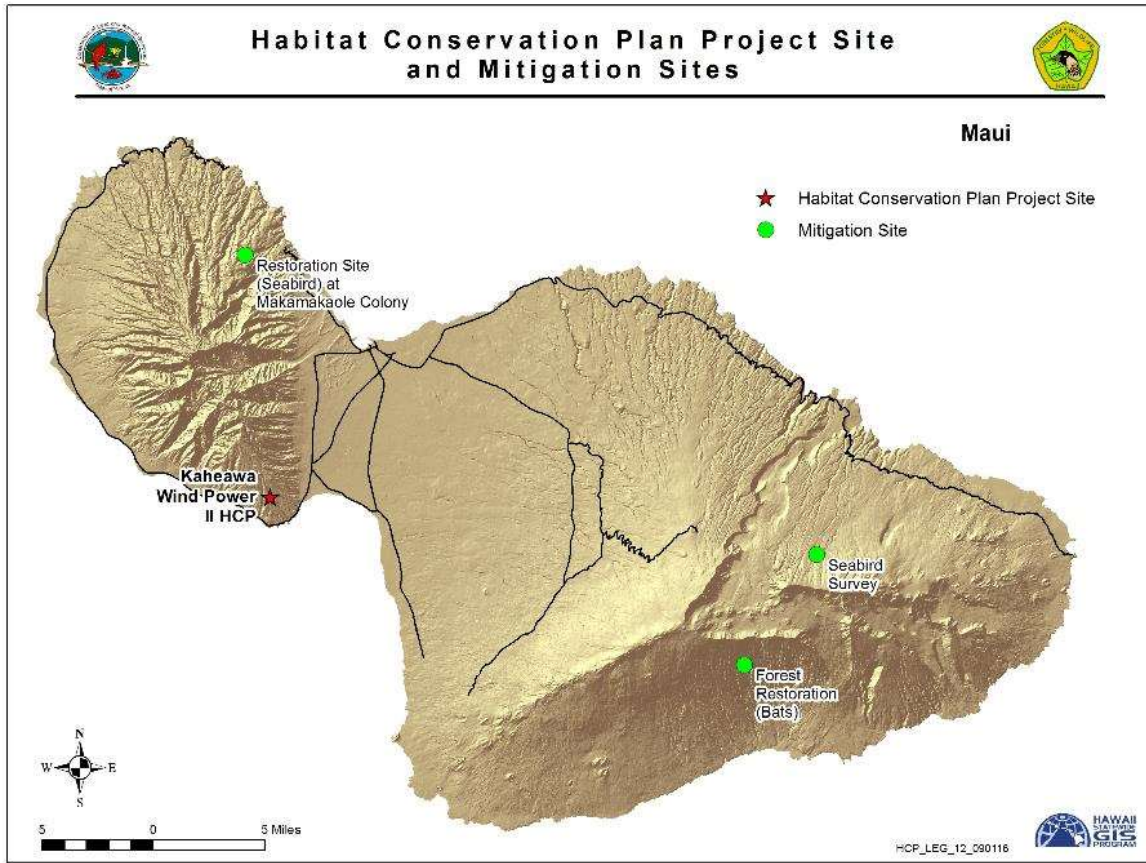 Habitat Conservation Plan Project Site
and Mitigation Sites
Maui
Habitat Conservation Plan Project Site
Mitigation Site
Restoration Site
(Seabird) at
Makamakaole Colony
Kaheawa
Wind Power
II HCP
Seabird
Survey
Forest
Restoration
(Bats)
N
W
E
S
5 0 5 Miles
HCP_LEG_12_090116
HAWAII
STATEWIDE
GIS
PROGRAM